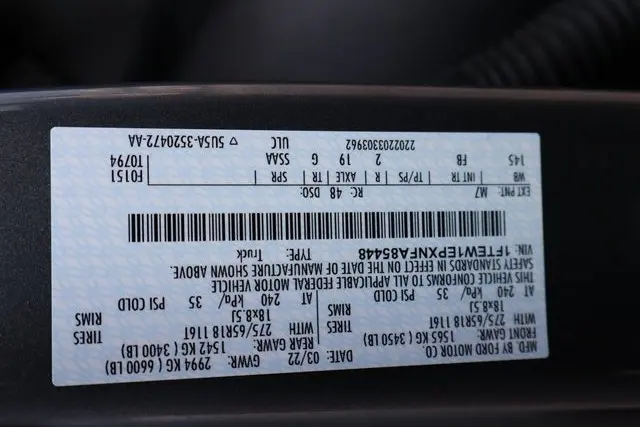 MFD BY FORD MOTOR CO.
DATE: 03/22 GVWR: 2994 KG ( 6600 LB)
FRONT GAWR: REAR GAWR:
1565 KG ( 3450 LB) 1542 KG ( 3400 LB)
WITH 275/65R18 116T TIRES WITH 275/65R18 116T TIRES
18x8.5J RIMS 18x8.5J RIMS
AT 240 kPa/ 35 PSI COLD AT 240 kPa/ 35 PSI COLD
THIS VEHICLE CONFORMS TO ALL APPLICABLE FEDERAL MOTOR VEHICLE
SAFETY STANDARDS IN EFFECT ON THE DATE OF MANUFACTURE SHOWN ABOVE.
VIN: 1FTEW1EPXNFA85448 TYPE: Truck
EXT PNT: M7 RC: 48 DSO:
WB INT TR TP/PS R AXLE TR SPR F0151
145 FB 2 19 G SSAA T0794
2202203303962 ULC 5U5A-3520472-AA